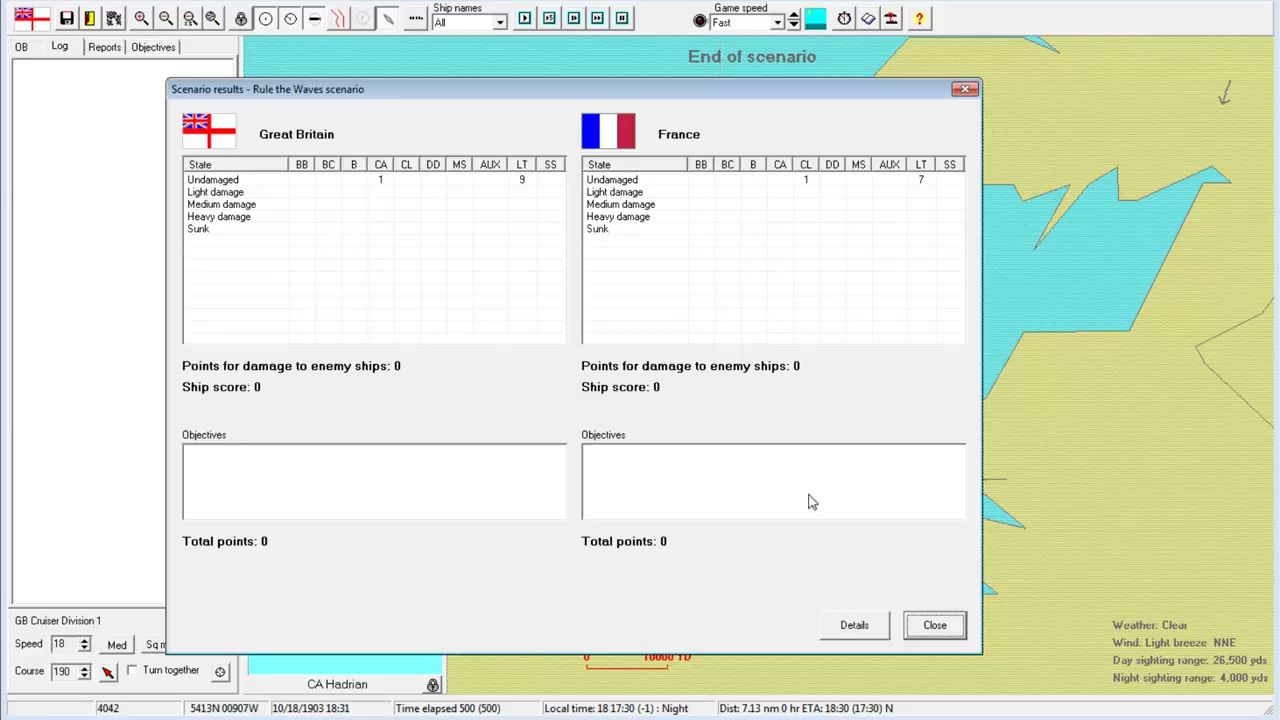 Ship names
All
Game speed
Fast
OB
Log
Reports
Objectives
End of scenario
Scenario results - Rule the Waves scenario
Great Britain
State BB BC B CA CL DD MS AUX LT SS
Undamaged 1 9
Light damage
Medium damage
Heavy damage
Sunk
Points for damage to enemy ships: 0
Ship score: 0
Objectives
Total points: 0
France
State BB BC B CA CL DD MS AUX LT SS
Undamaged 1 7
Light damage
Medium damage
Heavy damage
Sunk
Points for damage to enemy ships: 0
Ship score: 0
Objectives
Total points: 0
Details
Close
GB Cruiser Division 1
Speed 18 Med Sq m
Course 190 Turn together
CA Hadrian
0 10000 YD
Weather: Clear
Wind: Light breeze NNE
Day sighting range: 26,500 yds
Night sighting range: 4,000 yds
4042 5413N 00907W 10/18/1903 18:31 Time elapsed 500 (500) Local time: 18 17:30 (-1) : Night Dist: 7.13 nm 0 hr ETA: 18:30 (17:30) N